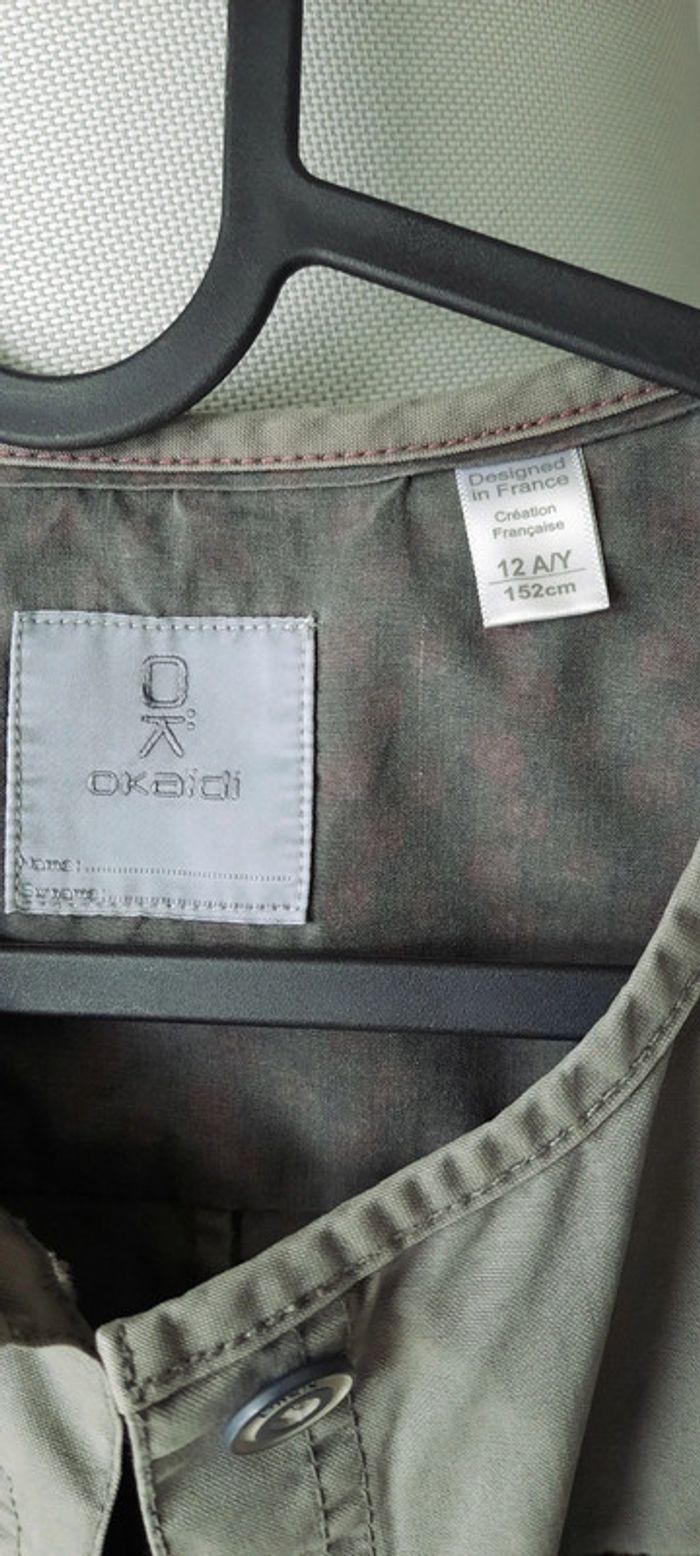 Designed
in France
Création
Française
12 A/Y
152cm
OK
okaidi
Name:
Surname: